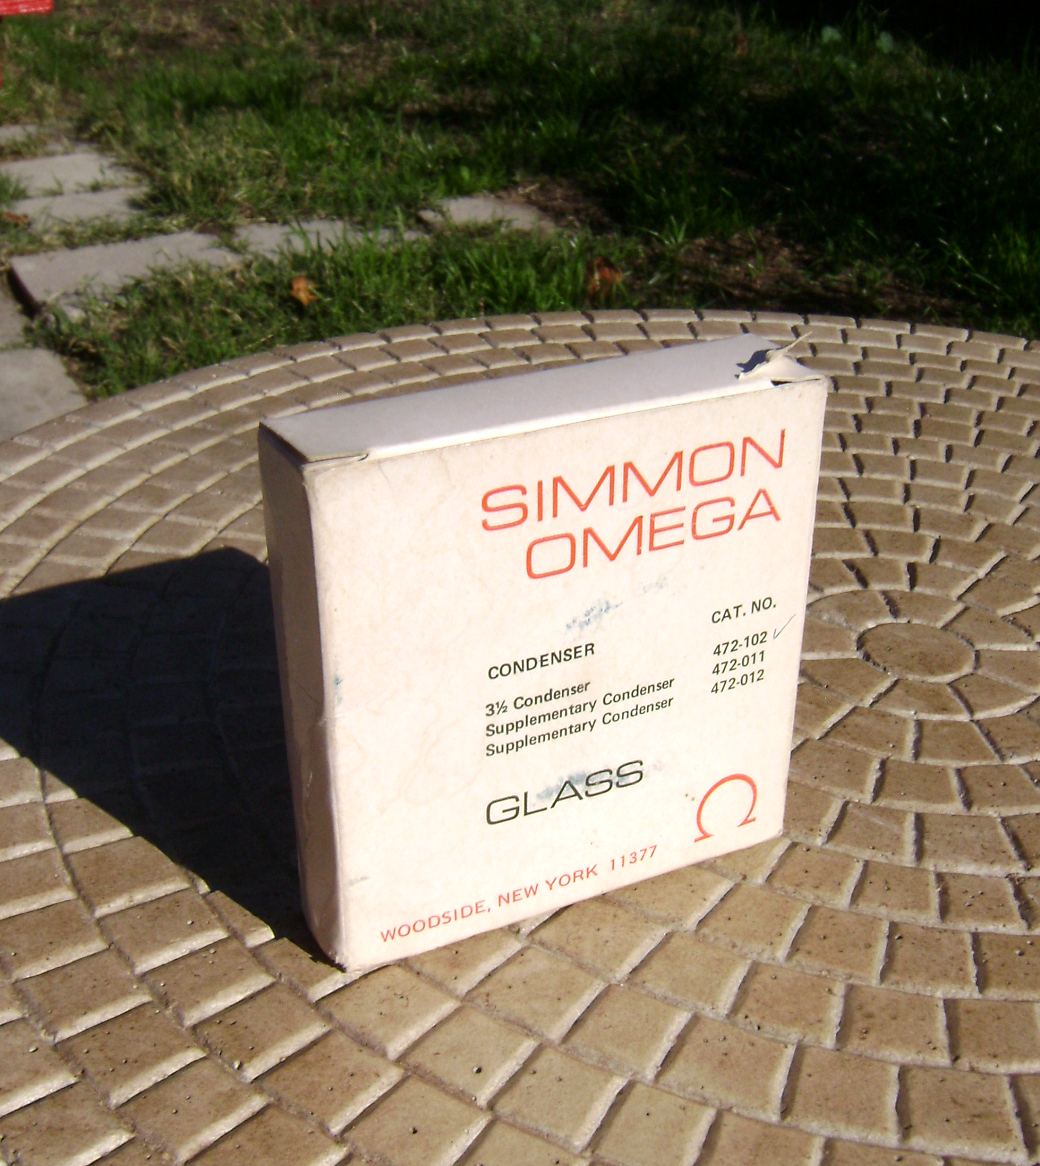 SIMMON
OMEGA
CONDENSER CAT. NO.
3½ Condenser 472-102 ✓
Supplementary Condenser 472-011
Supplementary Condenser 472-012
GLASS
Ω
WOODSIDE, NEW YORK 11377